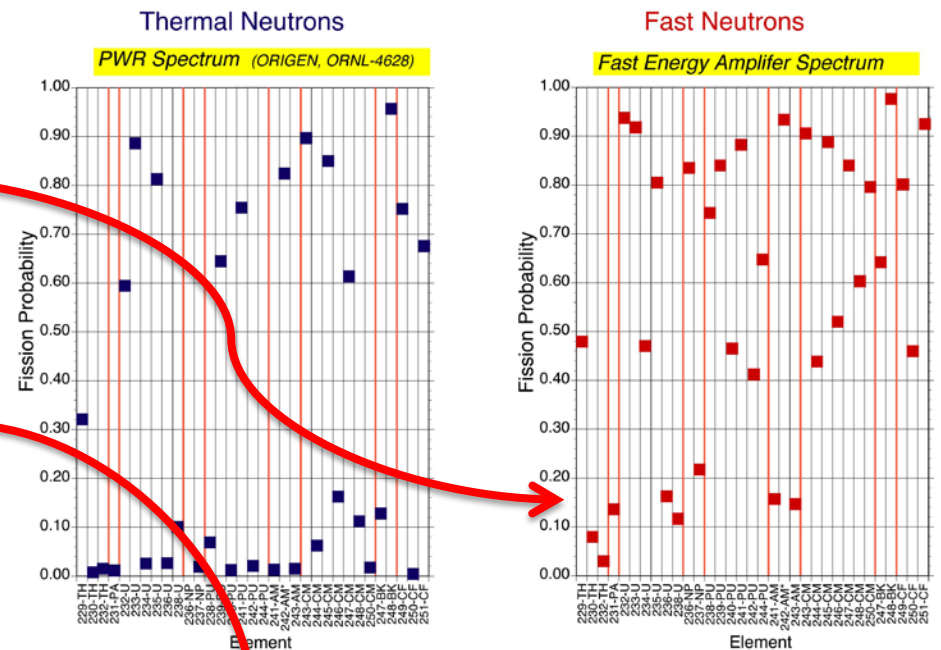 Thermal Neutrons
PWR Spectrum (ORIGEN, ORNL-4628)
1.00
0.90
0.80
0.70
0.60
0.50
0.40
0.30
0.20
0.10
0.00
Fission Probability
229-TH
230-TH
232-TH
231-PA
232-U
233-U
234-U
235-U
236-U
238-U
236-NP
237-NP
238-PU
241-PU
242-PU
244-PU
241-AM
242-AM*
243-AM
243-CM
244-CM
245-CM
246-CM
247-CM
248-CM
250-CM
247-BK
248-BK
249-CF
250-CF
251-CF
Element
Fast Neutrons
Fast Energy Amplifer Spectrum
1.00
0.90
0.80
0.70
0.60
0.50
0.40
0.30
0.20
0.10
0.00
Fission Probability
229-TH
230-TH
232-TH
231-PA
232-U
233-U
234-U
235-U
236-U
238-U
236-NP
237-NP
238-PU
239-PU
240-PU
241-PU
242-PU
244-PU
241-AM
242-AM*
243-AM
243-CM
244-CM
245-CM
246-CM
247-CM
248-CM
250-CM
247-BK
248-BK
249-CF
250-CF
251-CF
Element